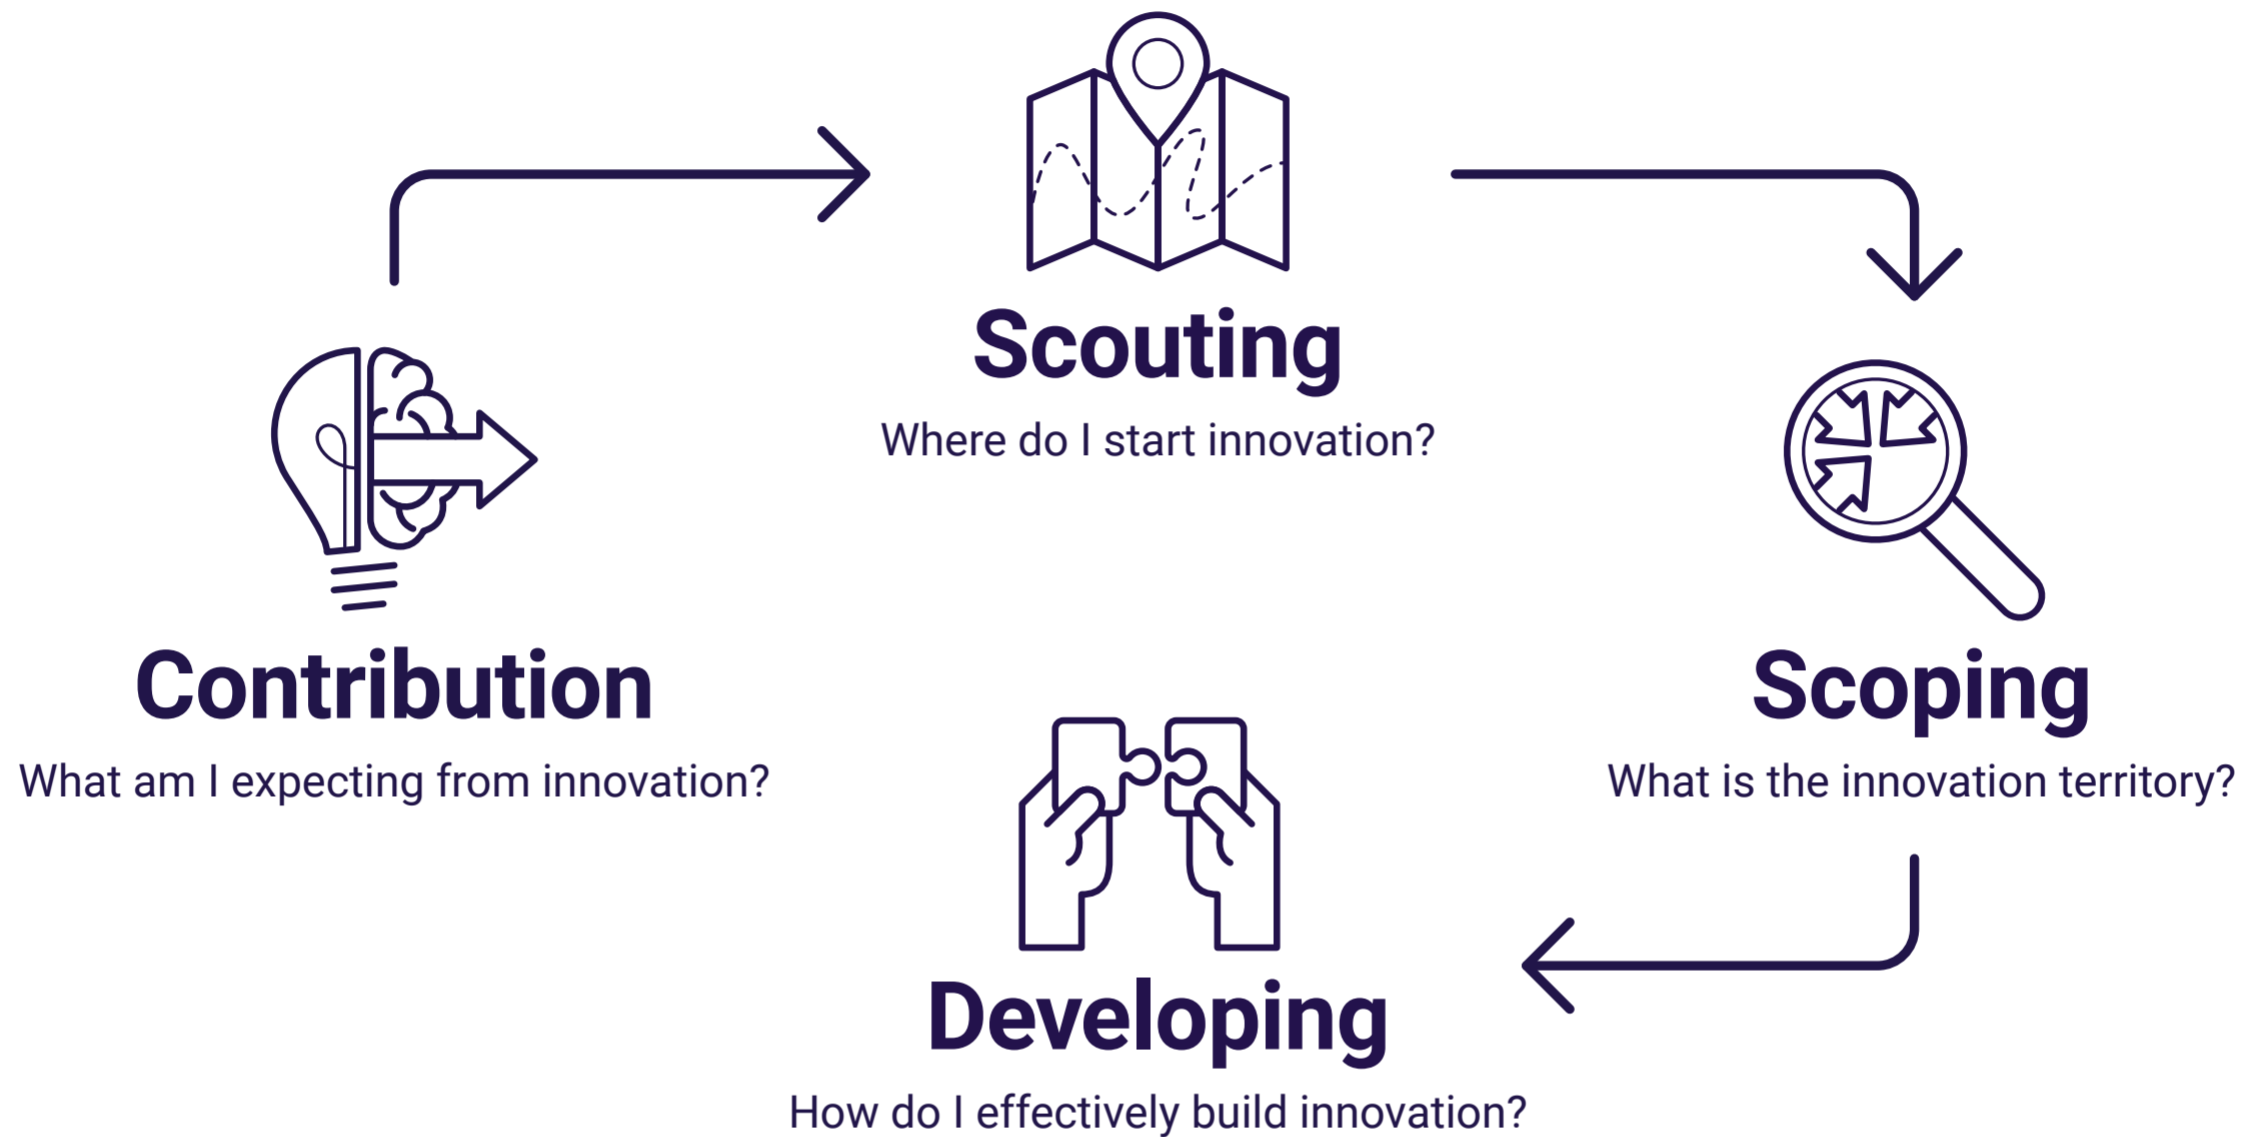 Scouting
Where do I start innovation?
Contribution
What am I expecting from innovation?
Scoping
What is the innovation territory?
Developing
How do I effectively build innovation?